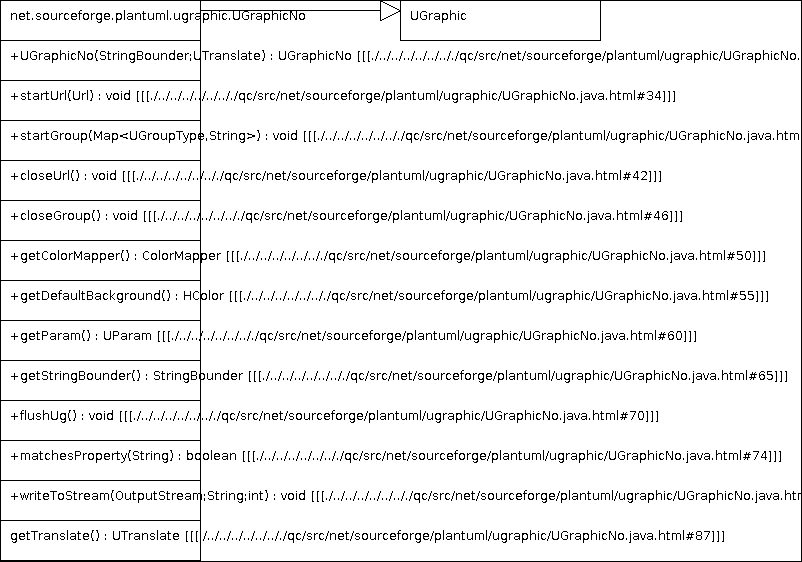 net.sourceforge.plantuml.ugraphic.UGraphicNo
UGraphic
+UGraphicNo(StringBounder;UTranslate) : UGraphicNo [[[./../../../../../../qc/src/net/sourceforge/plantuml/ugraphic/UGraphicNo.
+startUrl(Url) : void [[[./../../../../../../qc/src/net/sourceforge/plantuml/ugraphic/UGraphicNo.java.html#34]]]
+startGroup(Map<UGroupType,String>) : void [[[./../../../../../../qc/src/net/sourceforge/plantuml/ugraphic/UGraphicNo.java.htm
+closeUrl() : void [[[./../../../../../../qc/src/net/sourceforge/plantuml/ugraphic/UGraphicNo.java.html#42]]]
+closeGroup() : void [[[./../../../../../../qc/src/net/sourceforge/plantuml/ugraphic/UGraphicNo.java.html#46]]]
+getColorMapper() : ColorMapper [[[./../../../../../../qc/src/net/sourceforge/plantuml/ugraphic/UGraphicNo.java.html#50]]]
+getDefaultBackground() : HColor [[[./../../../../../../qc/src/net/sourceforge/plantuml/ugraphic/UGraphicNo.java.html#55]]]
+getParam() : UParam [[[./../../../../../../qc/src/net/sourceforge/plantuml/ugraphic/UGraphicNo.java.html#60]]]
+getStringBounder() : StringBounder [[[./../../../../../../qc/src/net/sourceforge/plantuml/ugraphic/UGraphicNo.java.html#65]]]
+flushUg() : void [[[./../../../../../../qc/src/net/sourceforge/plantuml/ugraphic/UGraphicNo.java.html#70]]]
+matchesProperty(String) : boolean [[[./../../../../../../qc/src/net/sourceforge/plantuml/ugraphic/UGraphicNo.java.html#74]]]
+writeToStream(OutputStream;String;int) : void [[[./../../../../../../qc/src/net/sourceforge/plantuml/ugraphic/UGraphicNo.java.htm
getTranslate() : UTranslate [[[./../../../../../../qc/src/net/sourceforge/plantuml/ugraphic/UGraphicNo.java.html#87]]]